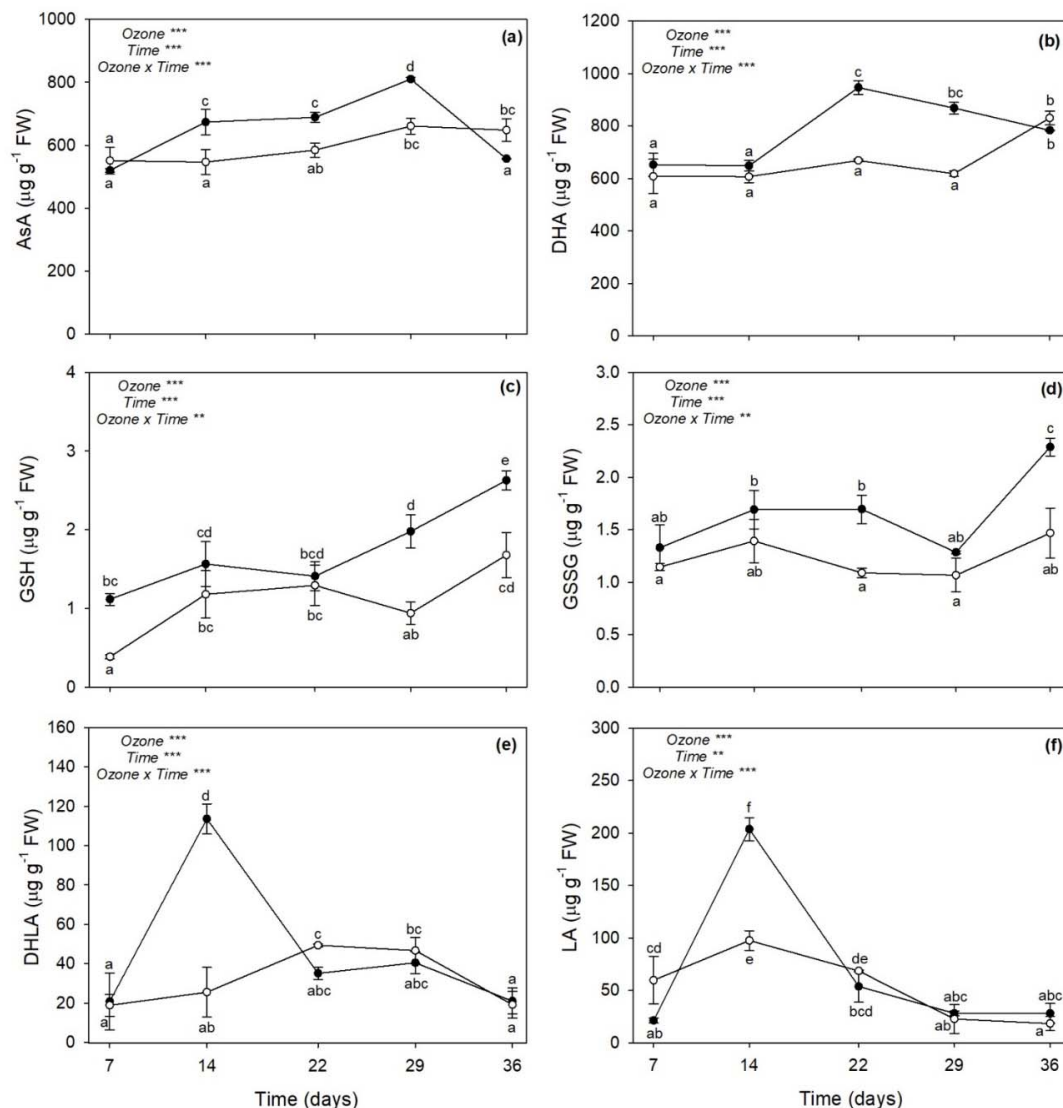 Ozone ***
Time ***
Ozone x Time ***
(a)
AsA (µg g⁻¹ FW)
1000
800
600
400
200
0
a
c
c
d
bc
a
a
ab
bc
a
Ozone ***
Time ***
Ozone x Time ***
(b)
DHA (µg g⁻¹ FW)
1200
1000
800
600
400
200
0
a
a
c
bc
b
a
a
a
a
b
Ozone ***
Time ***
Ozone x Time **
(c)
GSH (µg g⁻¹ FW)
4
3
2
1
0
bc
cd
bcd
d
e
a
bc
bc
ab
cd
Ozone ***
Time ***
Ozone x Time **
(d)
GSSG (µg g⁻¹ FW)
3.0
2.5
2.0
1.5
1.0
0.5
0.0
ab
b
b
ab
c
a
ab
a
a
ab
Ozone ***
Time ***
Ozone x Time ***
(e)
DHLA (µg g⁻¹ FW)
160
140
120
100
80
60
40
20
0
a
d
c
bc
a
a
ab
abc
abc
a
7 14 22 29 36
Time (days)
Ozone ***
Time **
Ozone x Time ***
(f)
LA (µg g⁻¹ FW)
300
250
200
150
100
50
0
cd
f
de
abc
abc
ab
e
bcd
ab
a
7 14 22 29 36
Time (days)